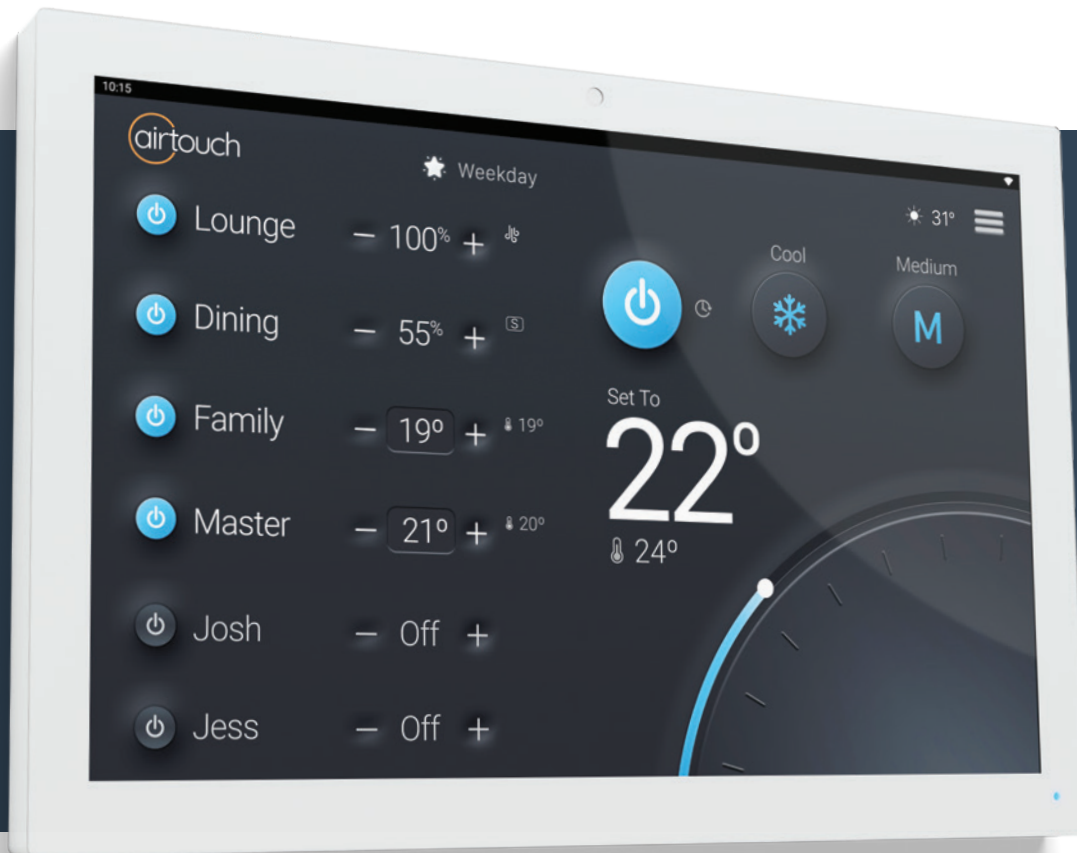 10:15
airtouch
Weekday
31°
Lounge
− 100% +
Dining
− 55% +
S
Family
− 19° +
19°
Master
− 21° +
20°
Josh
− Off +
Jess
− Off +
Cool
Medium
M
Set To
22°
24°